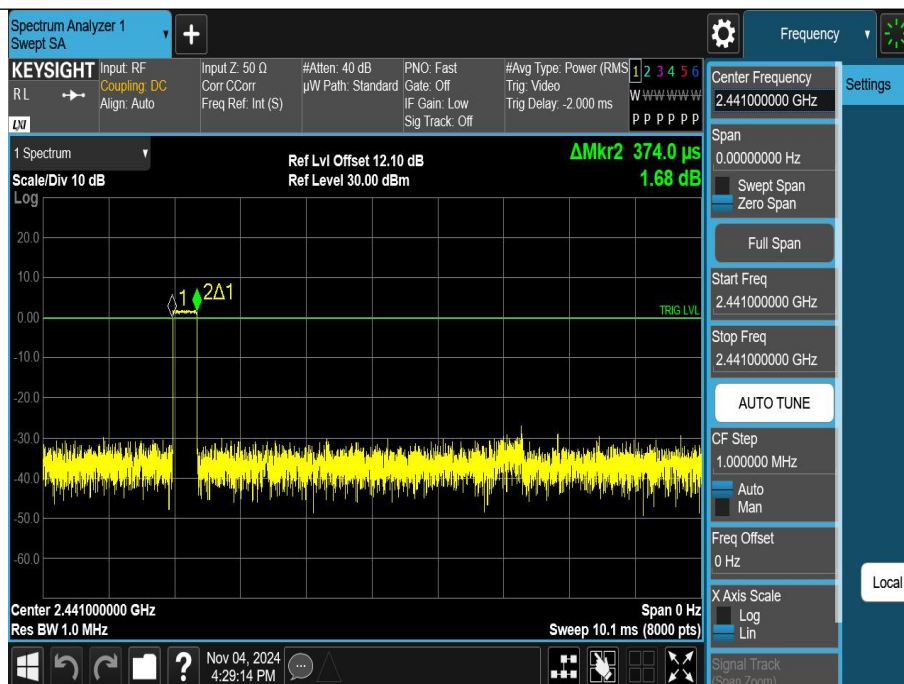 Spectrum Analyzer 1
Swept SA
+
Frequency
KEYSIGHT
R L
LXI
Input: RF
Coupling: DC
Align: Auto
Input Z: 50 Ω
Corr CCorr
Freq Ref: Int (S)
#Atten: 40 dB
µW Path: Standard
PNO: Fast
Gate: Off
IF Gain: Low
Sig Track: Off
#Avg Type: Power (RMS
Trig: Video
Trig Delay: -2.000 ms
1 2 3 4 5 6
W W W W W W
P P P P P P
1 Spectrum
Scale/Div 10 dB
Log
Ref Lvl Offset 12.10 dB
Ref Level 30.00 dBm
ΔMkr2 374.0 µs
1.68 dB
20.0
10.0
0.00
-10.0
-20.0
-30.0
-40.0
-50.0
-60.0
1
2Δ1
TRIG LVL
Center 2.441000000 GHz
Res BW 1.0 MHz
Span 0 Hz
Sweep 10.1 ms (8000 pts)
?
Nov 04, 2024
4:29:14 PM
Center Frequency
2.441000000 GHz
Settings
Span
0.00000000 Hz
Swept Span
Zero Span
Full Span
Start Freq
2.441000000 GHz
Stop Freq
2.441000000 GHz
AUTO TUNE
CF Step
1.000000 MHz
Auto
Man
Freq Offset
0 Hz
Local
X Axis Scale
Log
Lin
Signal Track
(Span Zoom)